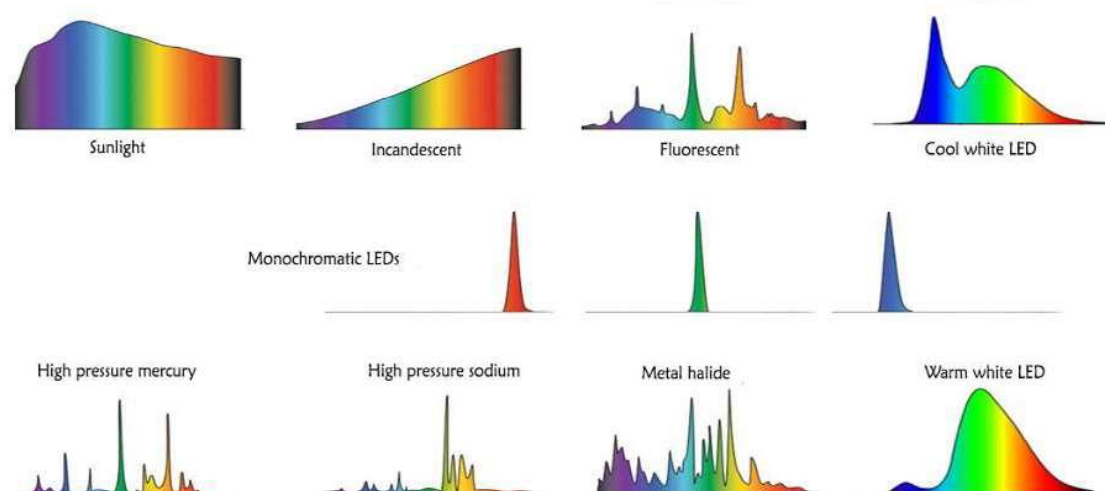 Sunlight
Incandescent
Fluorescent
Cool white LED
Monochromatic LEDs
High pressure mercury
High pressure sodium
Metal halide
Warm white LED